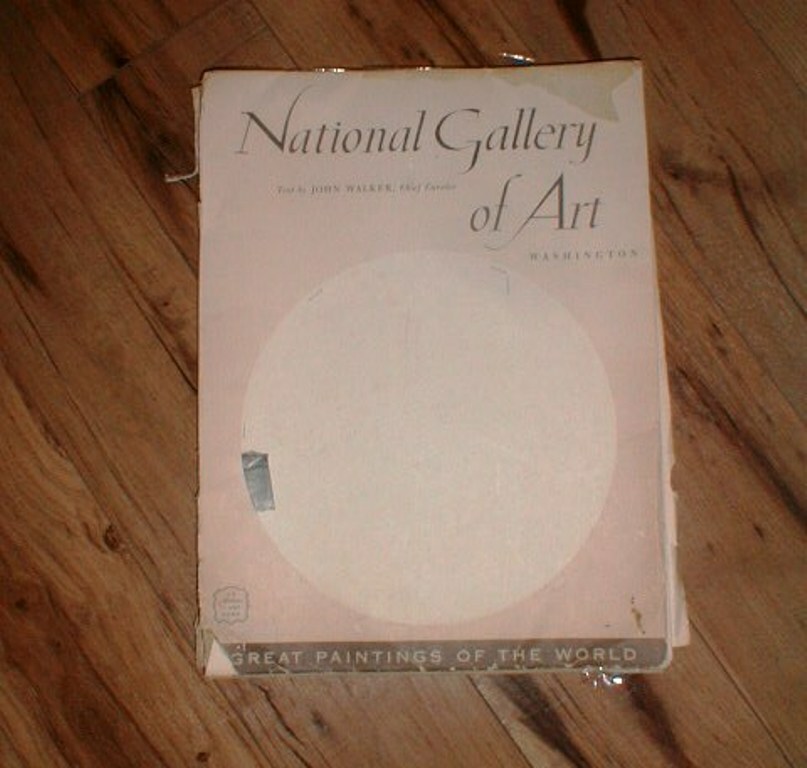 National Gallery
Text by JOHN WALKER, Chief Curator
of Art
WASHINGTON
GREAT PAINTINGS OF THE WORLD